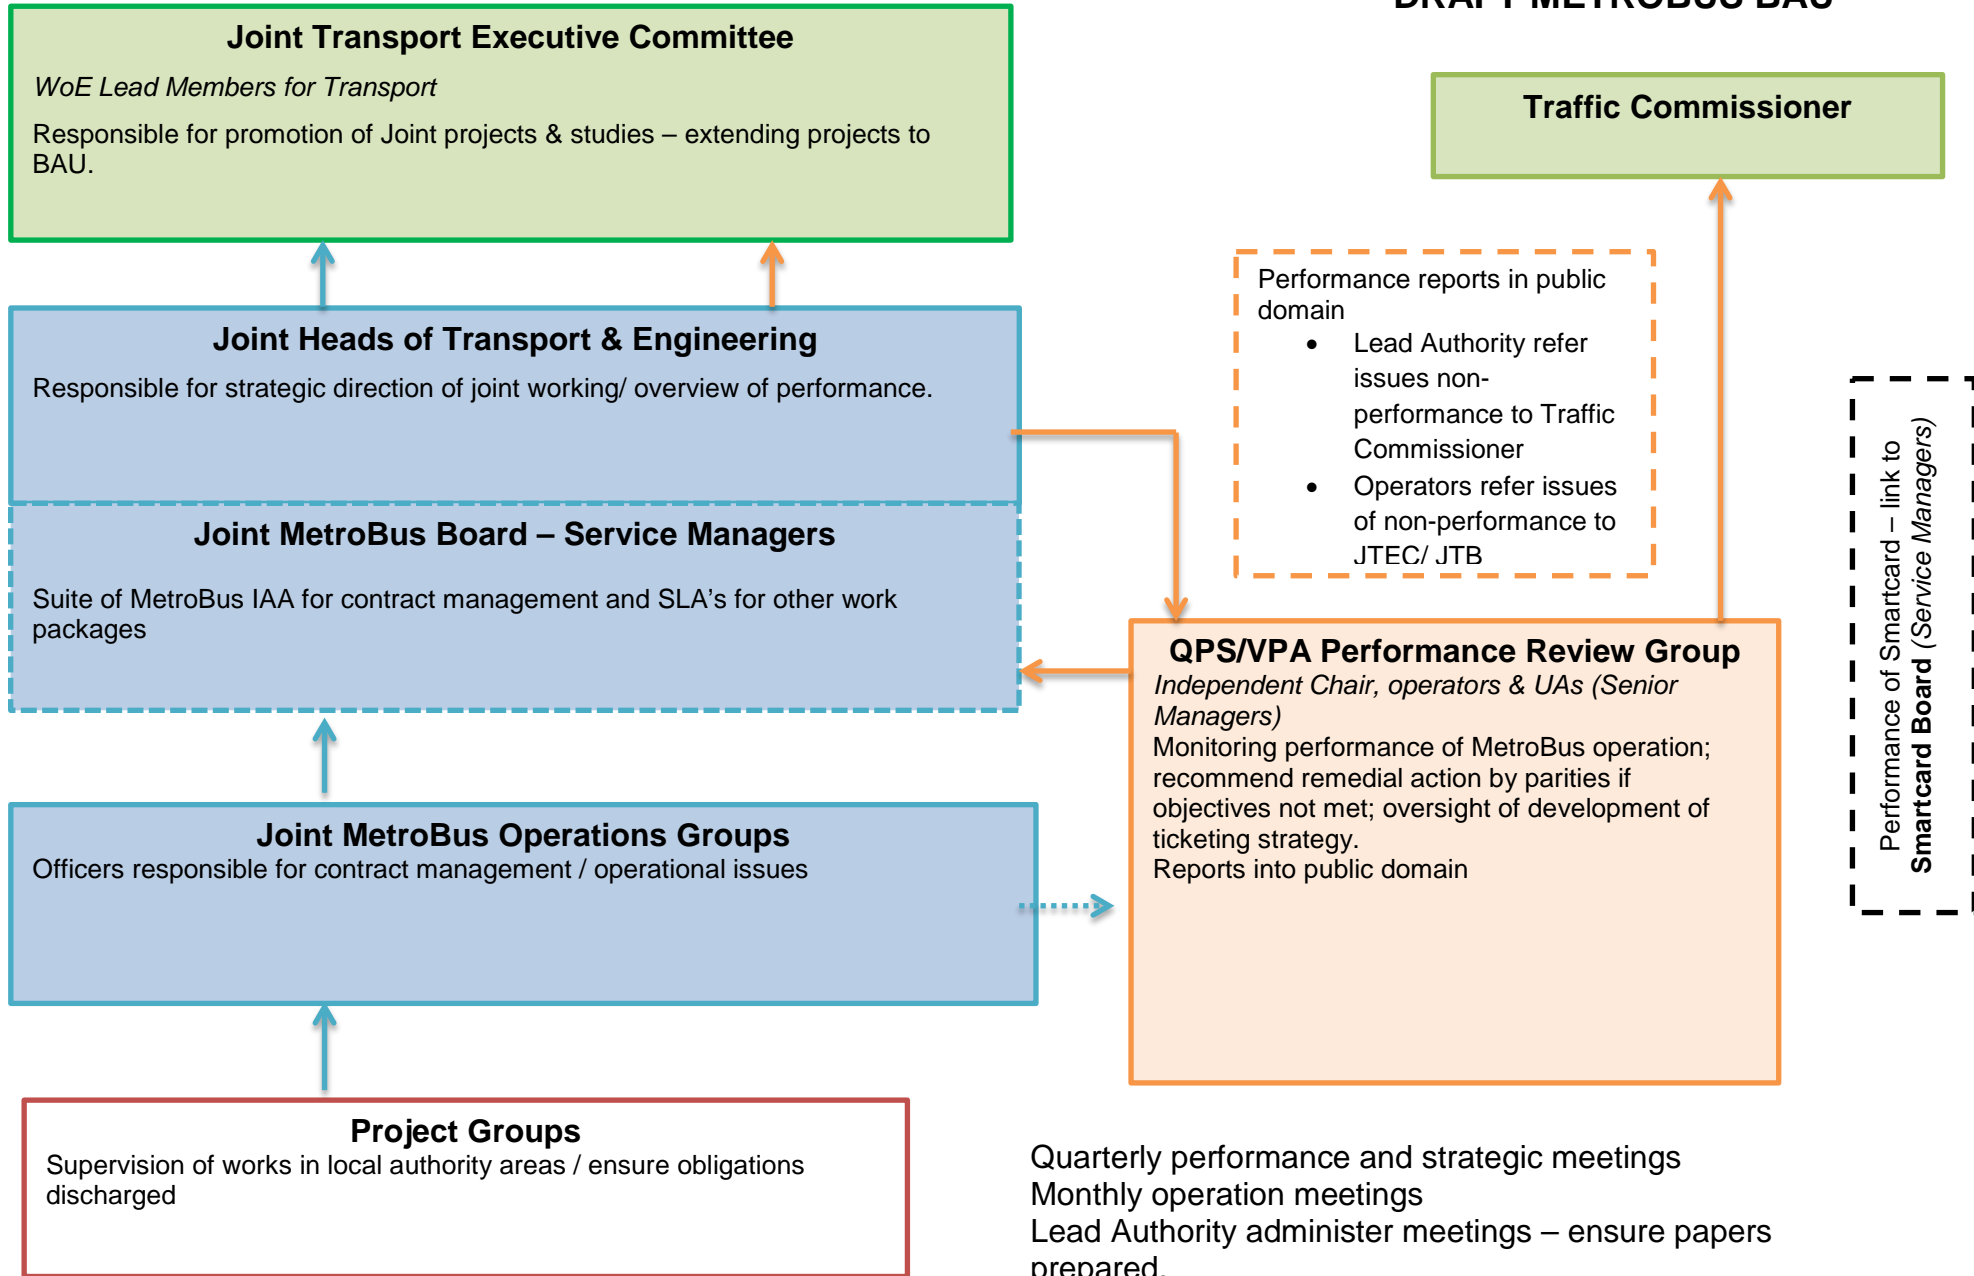 DRAFT METROBUS BAU
Joint Transport Executive Committee
WoE Lead Members for Transport
Responsible for promotion of Joint projects & studies – extending projects to
BAU.
Traffic Commissioner
Performance reports in public
domain
• Lead Authority refer
issues non-
performance to Traffic
Commissioner
• Operators refer issues
of non-performance to
JTEC/ JTB
Joint Heads of Transport & Engineering
Responsible for strategic direction of joint working/ overview of performance.
Joint MetroBus Board – Service Managers
Suite of MetroBus IAA for contract management and SLA's for other work
packages
Performance of Smartcard – link to
Smartcard Board (Service Managers)
QPS/VPA Performance Review Group
Independent Chair, operators & UAs (Senior
Managers)
Monitoring performance of MetroBus operation;
recommend remedial action by parities if
objectives not met; oversight of development of
ticketing strategy.
Reports into public domain
Joint MetroBus Operations Groups
Officers responsible for contract management / operational issues
Project Groups
Supervision of works in local authority areas / ensure obligations
discharged
Quarterly performance and strategic meetings
Monthly operation meetings
Lead Authority administer meetings – ensure papers
prepared.